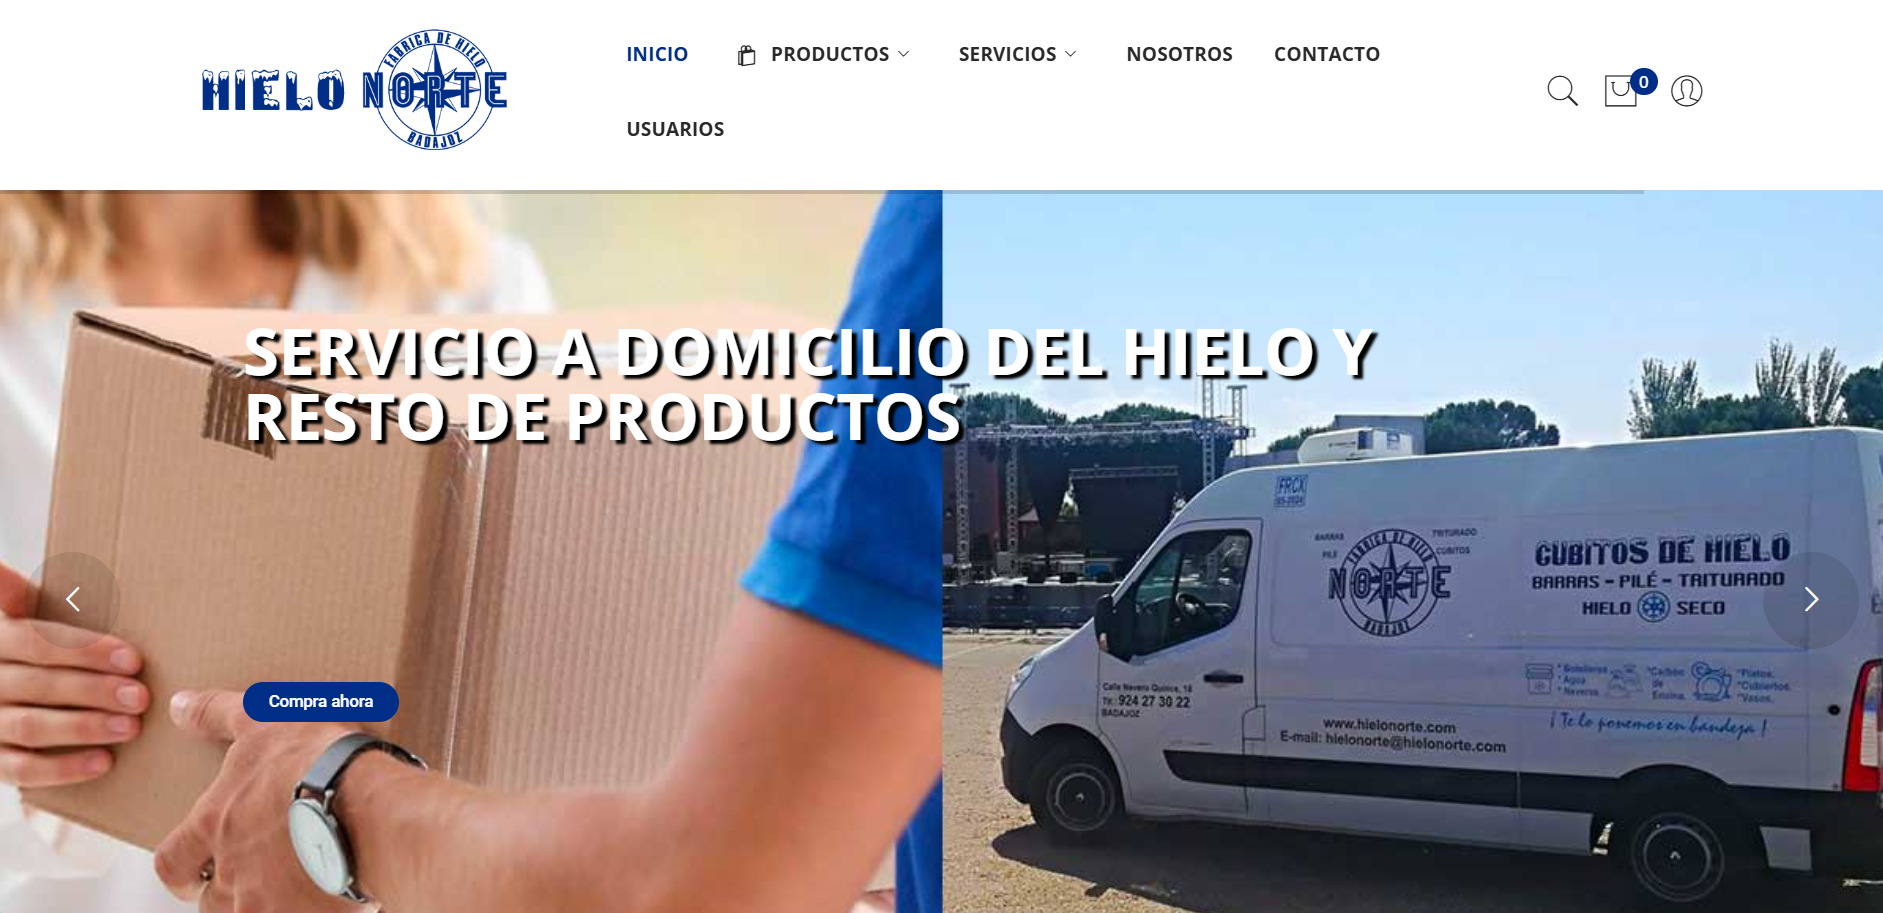 HIELO NORTE
FÁBRICA DE HIELO
BADAJOZ
INICIO
PRODUCTOS
SERVICIOS
NOSOTROS
CONTACTO
USUARIOS
0
SERVICIO A DOMICILIO DEL HIELO Y
RESTO DE PRODUCTOS
Compra ahora
FRCX
BARRAS
TRITURADO
PILÉ
CUBITOS
FABRICA DE HIELO
NORTE
BADAJOZ
CUBITOS DE HIELO
BARRAS - PILÉ - TRITURADO
HIELO SECO
* Botelleros
* Agua
* Neveras
*Carbón
de
Encina.
*Platos.
*Cubiertos.
*Vasos.
¡ Te lo ponemos en bandeja !
Calle Nevero Quince, 18
Tlf.: 924 27 30 22
BADAJOZ
www.hielonorte.com
E-mail: hielonorte@hielonorte.com